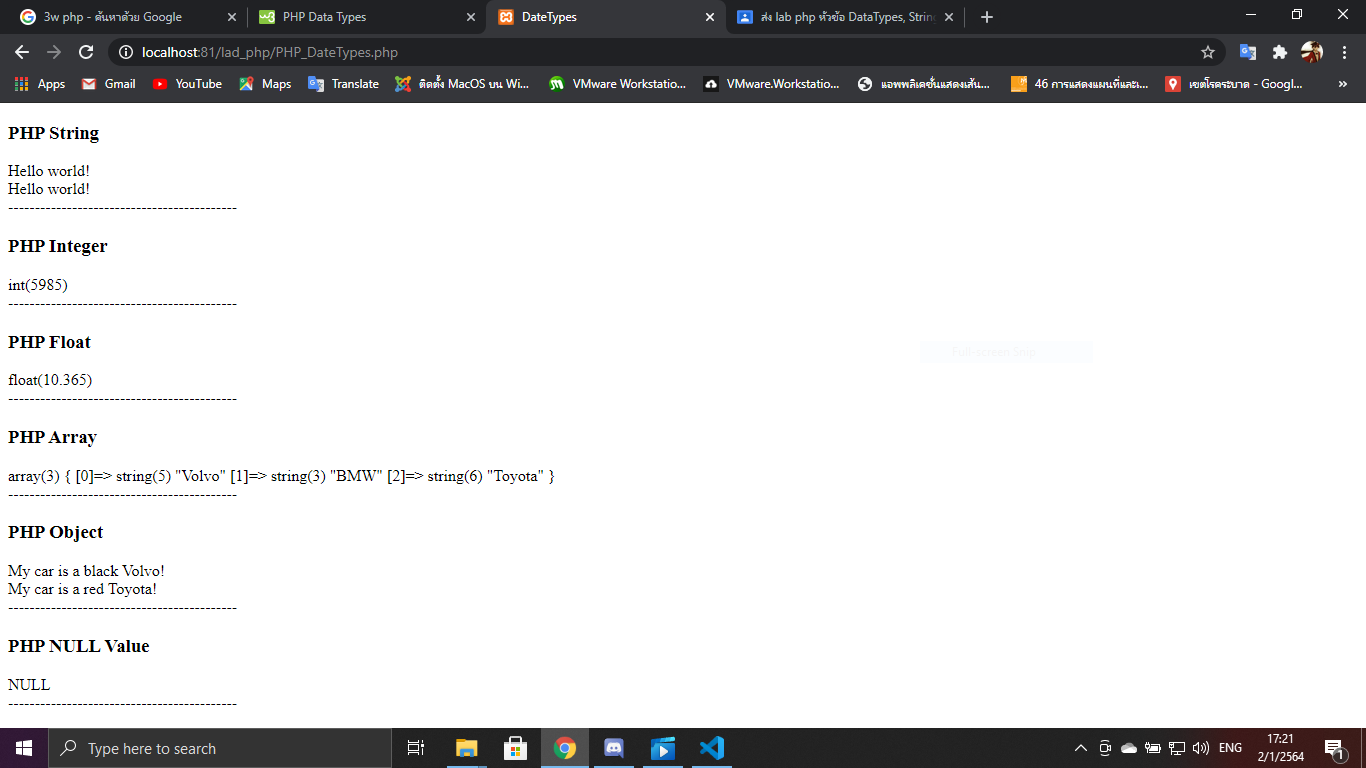 3w php - ค้นหาด้วย Google
PHP Data Types
DateTypes
ส่ง lab php หัวข้อ DataTypes, Strin
localhost:81/lad_php/PHP_DateTypes.php
Apps
Gmail
YouTube
Maps
Translate
ติดตั้ง MacOS บน Wi...
VMware Workstatio...
VMware.Workstatio...
แอพพลิเคชั่นแสดงเส้น...
46 การแสดงแผนที่และเ...
เขตโรคระบาด - Googl...
PHP String
Hello world!
Hello world!
-------------------------------------------
PHP Integer
int(5985)
-------------------------------------------
PHP Float
float(10.365)
-------------------------------------------
PHP Array
array(3) { [0]=> string(5) "Volvo" [1]=> string(3) "BMW" [2]=> string(6) "Toyota" }
-------------------------------------------
PHP Object
My car is a black Volvo!
My car is a red Toyota!
-------------------------------------------
PHP NULL Value
NULL
-------------------------------------------
Type here to search
ENG
17:21
2/1/2564
1